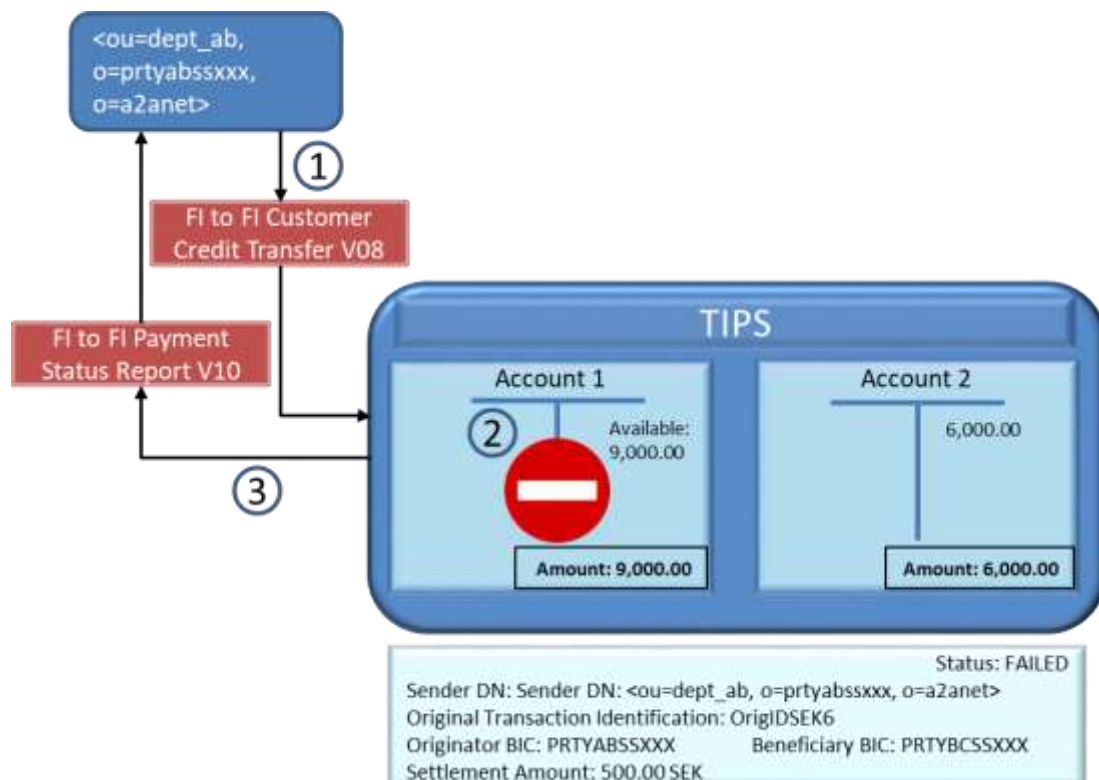 <ou=dept_ab,
o=prtyabssxxx,
o=a2anet>
1
FI to FI Customer
Credit Transfer V08
FI to FI Payment
Status Report V10
TIPS
Account 1
2
Available:
9,000.00
Amount: 9,000.00
Account 2
6,000.00
Amount: 6,000.00
3
Status: FAILED
Sender DN: Sender DN: <ou=dept_ab, o=prtyabssxxx, o=a2anet>
Original Transaction Identification: OrigIDSEK6
Originator BIC: PRTYABSSXXX Beneficiary BIC: PRTYBCSSXXX
Settlement Amount: 500.00 SEK